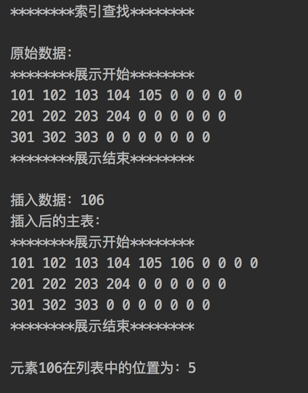 ********索引查找********
原始数据：
********展示开始********
101 102 103 104 105 0 0 0 0 0
201 202 203 204 0 0 0 0 0 0
301 302 303 0 0 0 0 0 0 0
********展示结束********
插入数据：106
插入后的主表：
********展示开始********
101 102 103 104 105 106 0 0 0 0
201 202 203 204 0 0 0 0 0 0
301 302 303 0 0 0 0 0 0 0
********展示结束********
元素106在列表中的位置为：5